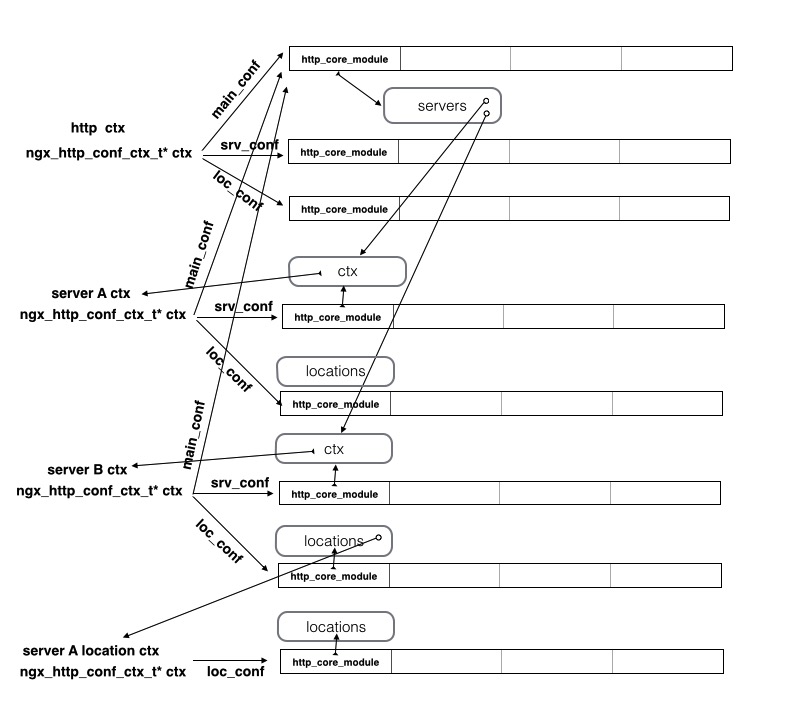 http_core_module
main_conf
servers
http ctx
ngx_http_conf_ctx_t* ctx
srv_conf
http_core_module
loc_conf
http_core_module
main_conf
ctx
server A ctx
ngx_http_conf_ctx_t* ctx
srv_conf
http_core_module
loc_conf
locations
http_core_module
main_conf
ctx
server B ctx
ngx_http_conf_ctx_t* ctx
srv_conf
http_core_module
loc_conf
locations
http_core_module
locations
server A location ctx
ngx_http_conf_ctx_t* ctx
loc_conf
http_core_module